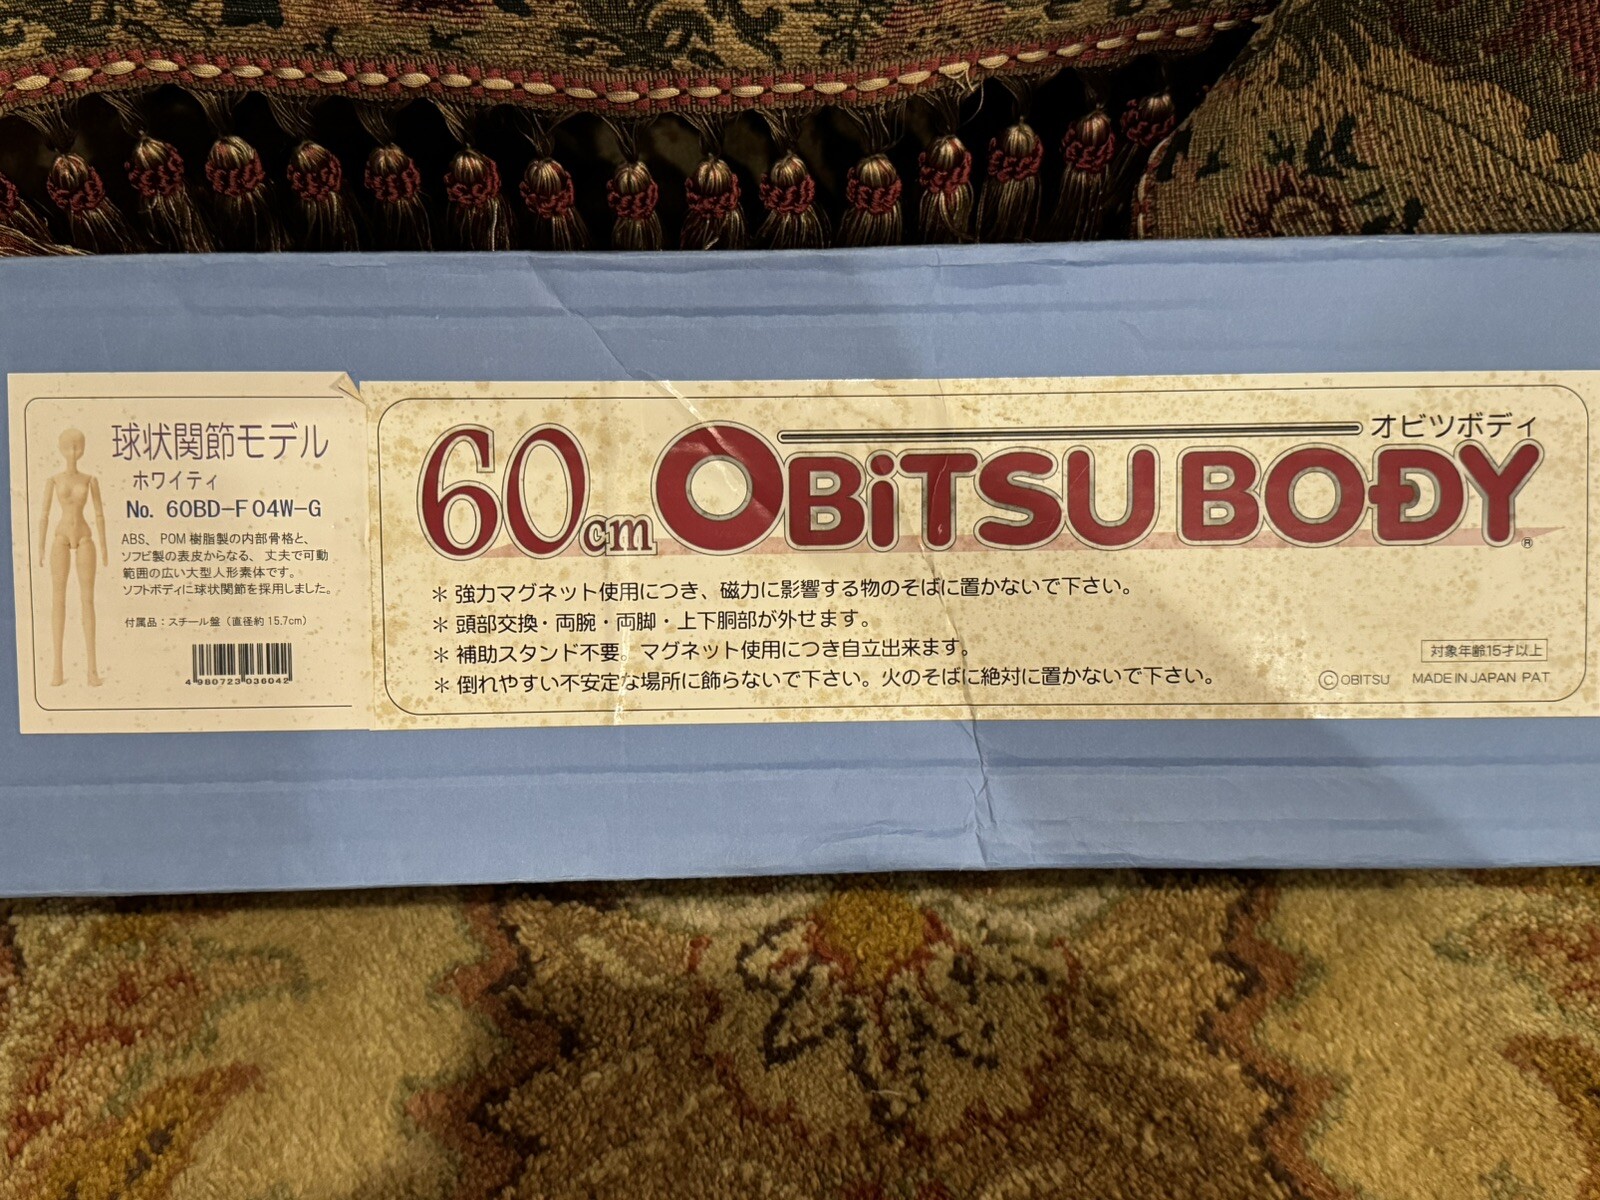 球状関節モデル
ホワイティ
No. 60BD-F04W-G
ABS、POM樹脂製の内部骨格と、
ソフビ製の表皮からなる、丈夫で可動
範囲の広い大型人形素体です。
ソフトボディに球状関節を採用しました。
付属品：スチール盤（直径約15.7cm）
4 980723 036042
オビツボディ
60cm OBiTSU BODY ®
＊強力マグネット使用につき、磁力に影響する物のそばに置かないで下さい。
＊頭部交換・両腕・両脚・上下胴部が外せます。
＊補助スタンド不要。マグネット使用につき自立出来ます。
＊倒れやすい不安定な場所に飾らないで下さい。火のそばに絶対に置かないで下さい。
対象年齢15才以上
©OBITSU MADE IN JAPAN PAT.